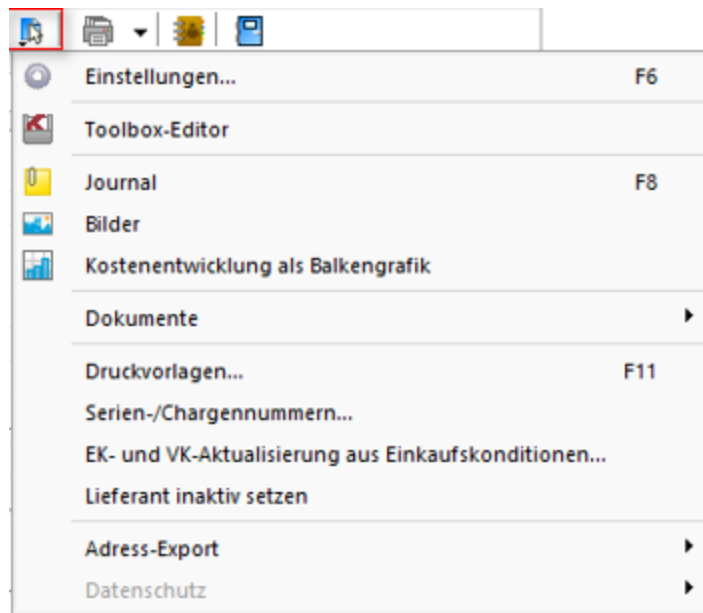 Einstellungen... F6
Toolbox-Editor
Journal F8
Bilder
Kostenentwicklung als Balkengrafik
Dokumente
Druckvorlagen... F11
Serien-/Chargennummern...
EK- und VK-Aktualisierung aus Einkaufskonditionen...
Lieferant inaktiv setzen
Adress-Export
Datenschutz